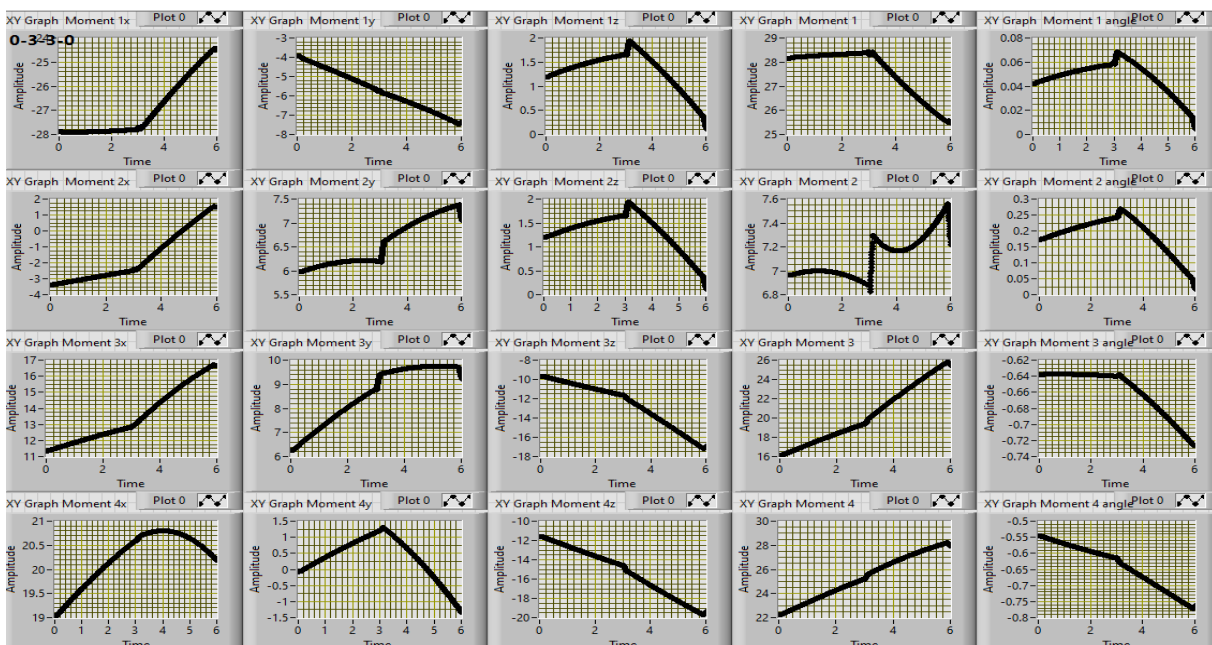 XY Graph Moment 1x Plot 0
0-3-3-0
-24
-25
-26
-27
-28
Amplitude
0 2 4 6
Time
XY Graph Moment 1y Plot 0
-3
-4
-5
-6
-7
-8
Amplitude
0 2 4 6
Time
XY Graph Moment 1z Plot 0
2
1.5
1
0.5
0
Amplitude
0 2 3 4 6
Time
XY Graph Moment 1 Plot 0
29
28
27
26
25
Amplitude
0 2 3 4 6
Time
XY Graph Moment 1 angle Plot 0
0.08
0.06
0.04
0.02
0
Amplitude
0 1 2 3 4 5 6
Time
XY Graph Moment 2x Plot 0
2
1
0
-1
-2
-3
-4
Amplitude
0 2 4 6
Time
XY Graph Moment 2y Plot 0
7.5
7
6.5
6
5.5
Amplitude
0 2 4 6
Time
XY Graph Moment 2z Plot 0
2
1.5
1
0.5
0
Amplitude
0 1 2 3 4 5 6
Time
XY Graph Moment 2 Plot 0
7.6
7.4
7.2
7
6.8
Amplitude
0 2 4 6
Time
XY Graph Moment 2 angle Plot 0
0.3
0.25
0.2
0.15
0.1
0.05
0
Amplitude
0 2 4 6
Time
XY Graph Moment 3x Plot 0
17
16
15
14
13
12
11
Amplitude
0 2 4 6
Time
XY Graph Moment 3y Plot 0
10
9
8
7
6
Amplitude
0 2 4 6
Time
XY Graph Moment 3z Plot 0
-8
-10
-12
-14
-16
-18
Amplitude
0 2 4 6
Time
XY Graph Moment 3 Plot 0
26
24
22
20
18
16
Amplitude
0 2 4 6
Time
XY Graph Moment 3 angle Plot 0
-0.62
-0.64
-0.66
-0.68
-0.7
-0.72
-0.74
Amplitude
0 2 4 6
Time
XY Graph Moment 4x Plot 0
21
20.5
20
19.5
19
Amplitude
0 1 2 3 4 5 6
Time
XY Graph Moment 4y Plot 0
1.5
1
0.5
0
-0.5
-1
-1.5
Amplitude
0 1 2 3 4 5 6
Time
XY Graph Moment 4z Plot 0
-10
-12
-14
-16
-18
-20
Amplitude
0 2 4 6
Time
XY Graph Moment 4 Plot 0
30
28
26
24
22
Amplitude
0 2 4 6
Time
XY Graph Moment 4 angle Plot 0
-0.5
-0.55
-0.6
-0.65
-0.7
-0.75
-0.8
Amplitude
0 2 4 6
Time